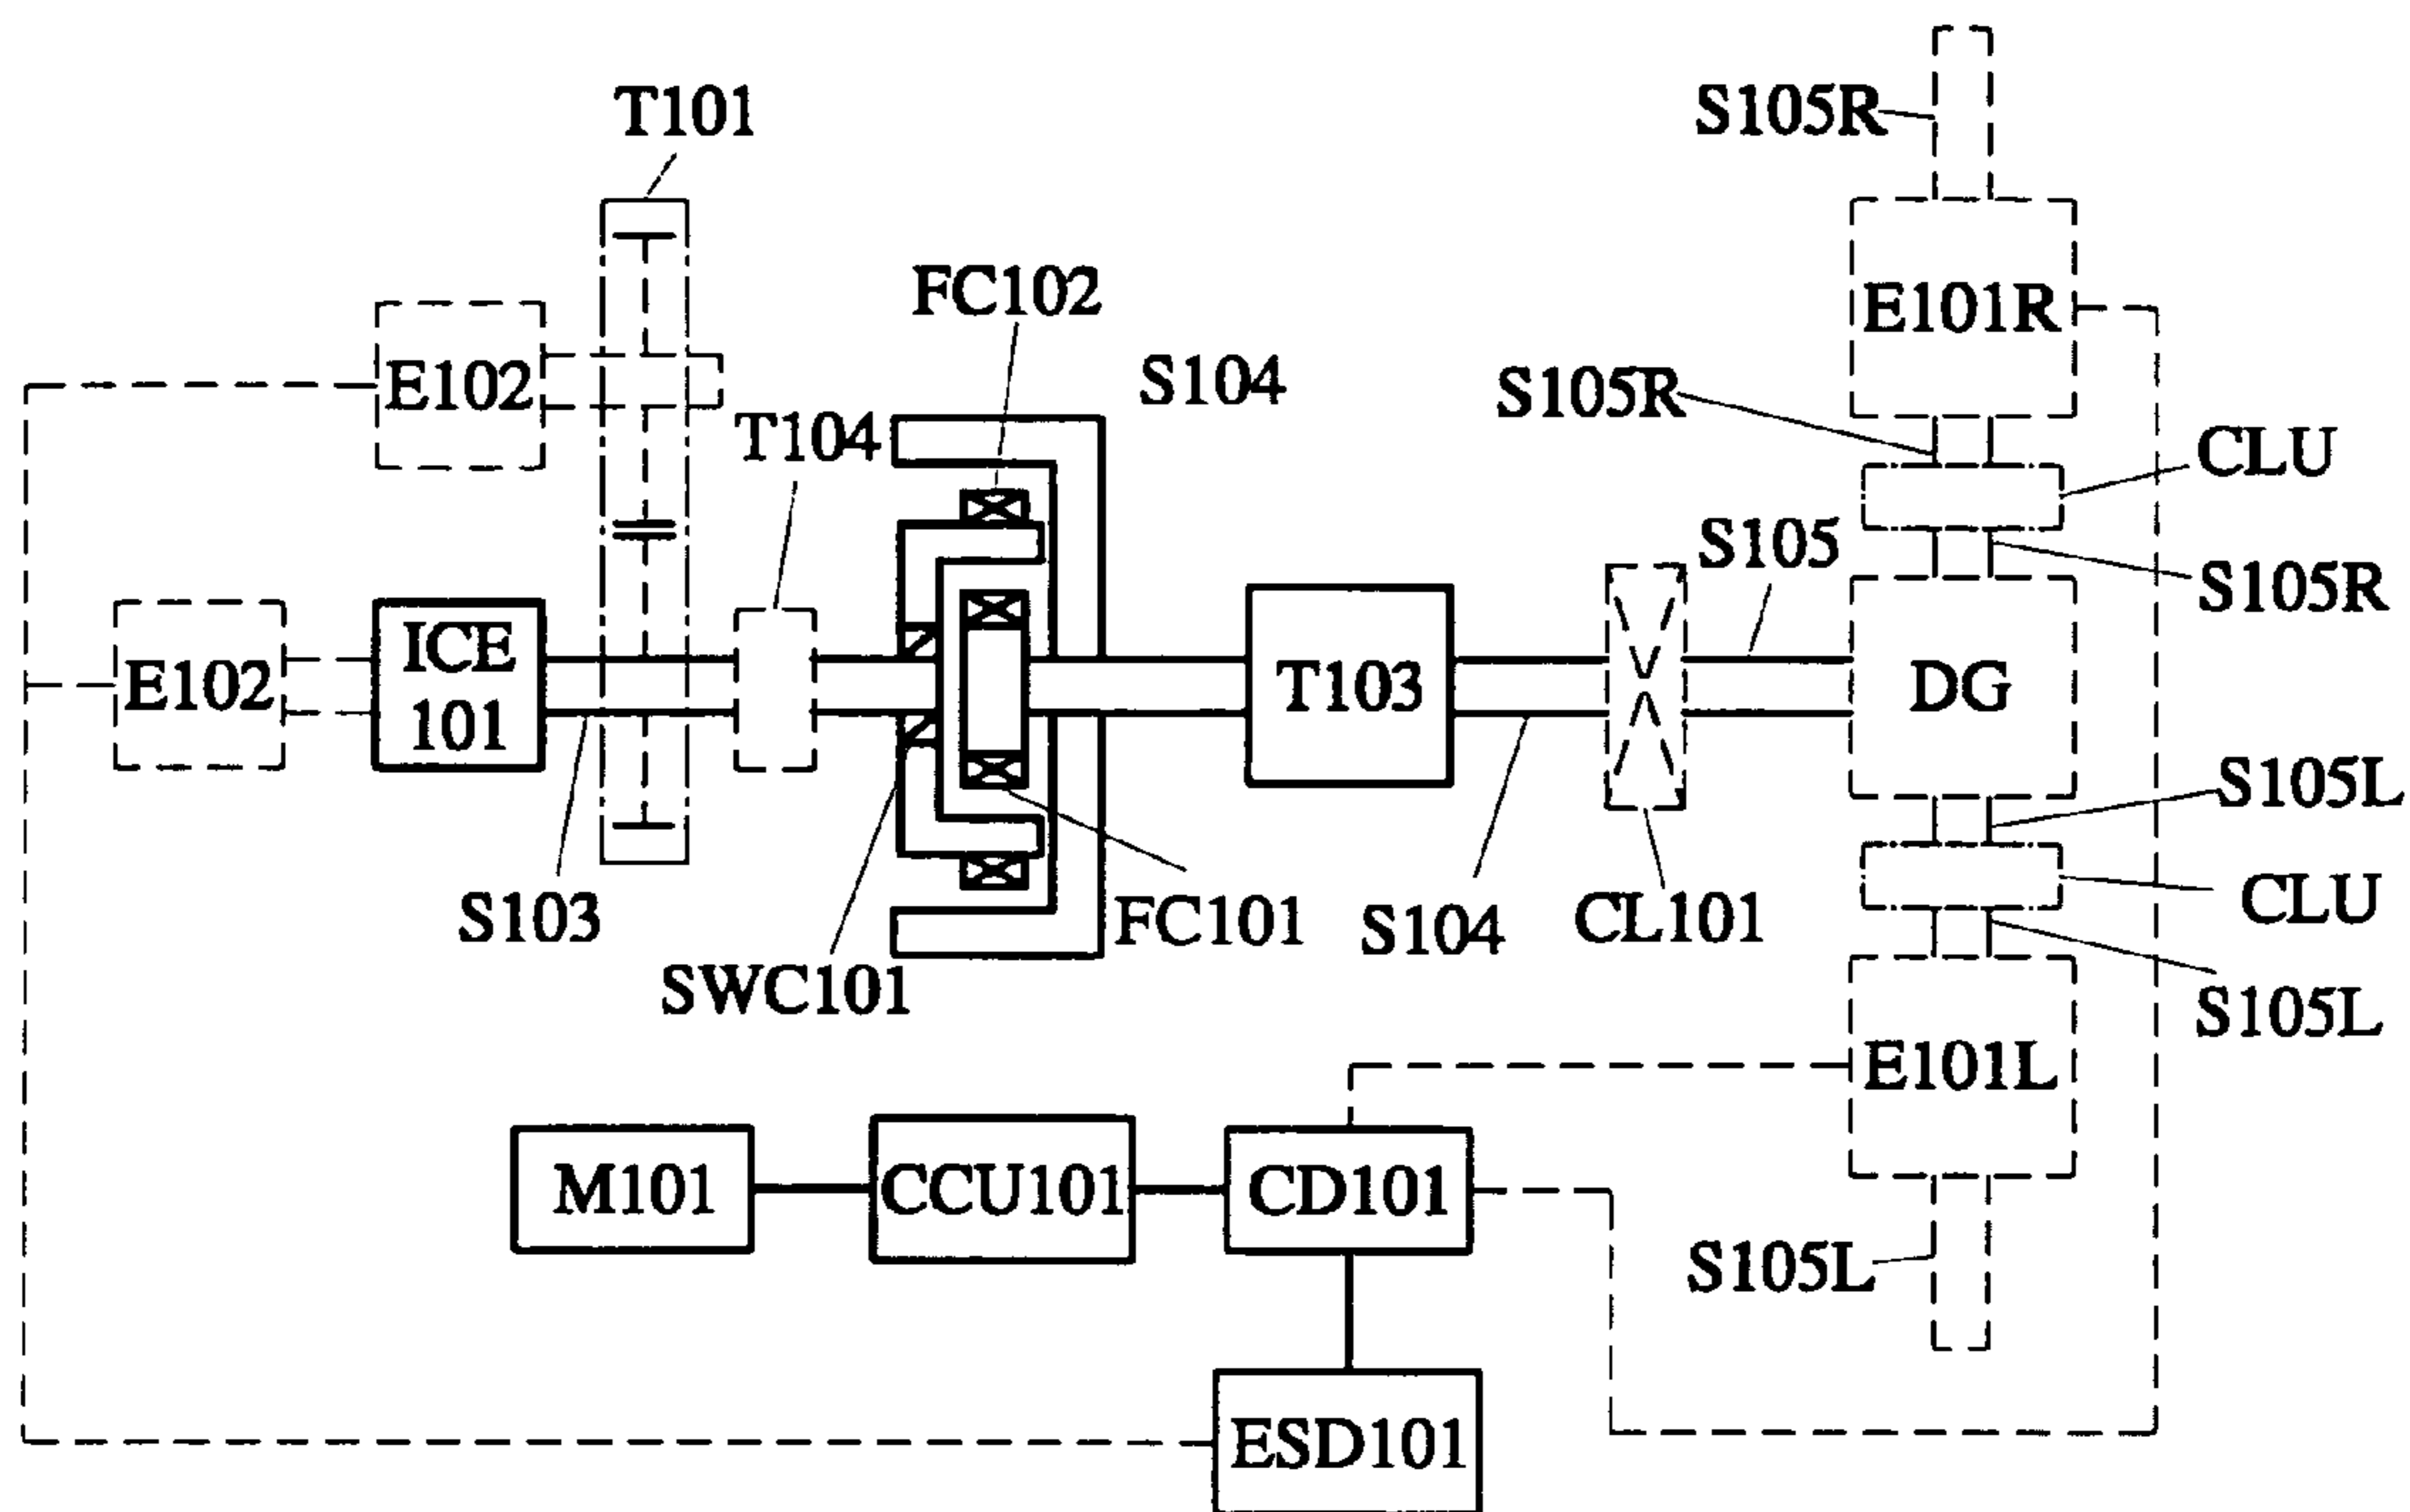 T101
S105R
FC102
E101R
E102
S104
S105R
T104
CLU
S105
S105R
ICE
101
E102
T103
DG
S105L
S103
FC101
S104
CL101
CLU
SWC101
S105L
E101L
M101
CCU101
CD101
S105L
ESD101